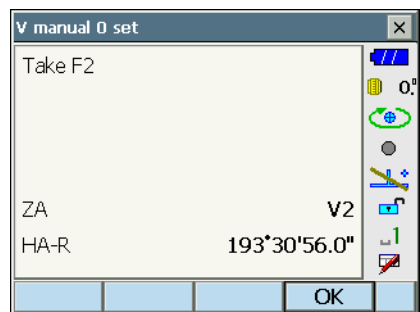 V manual 0 set
Take F2
0."
ZA V2
HA-R 193°30'56.0"
1
OK